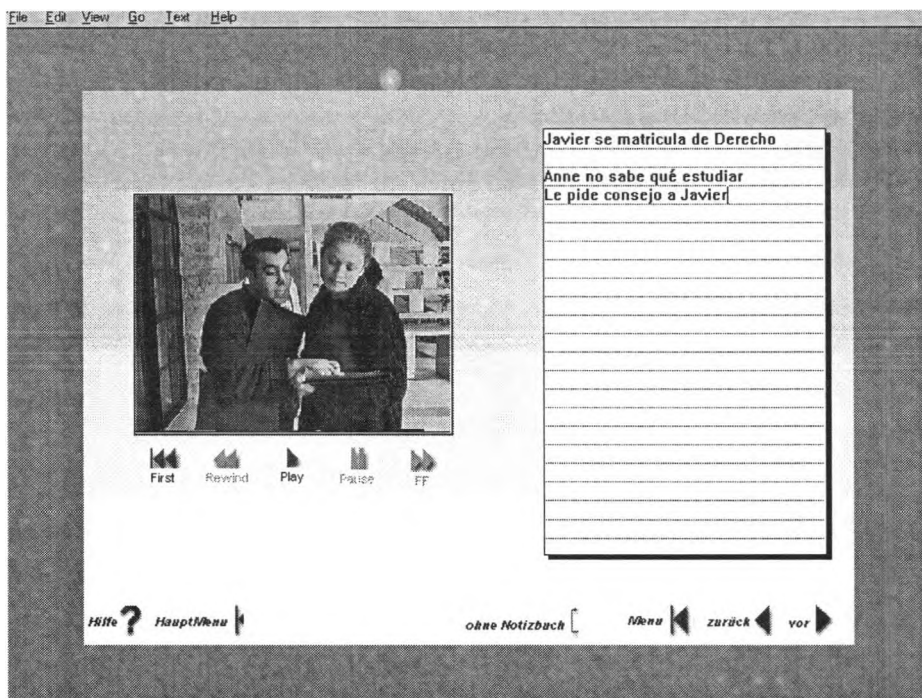 File Edit View Go Text Help
Javier se matricula de Derecho
Anne no sabe qué estudiar
Le pide consejo a Javier
First Rewind Play Pause FF
Hilfe ? HauptMenu ohne Notizbuch Menu zurück vor